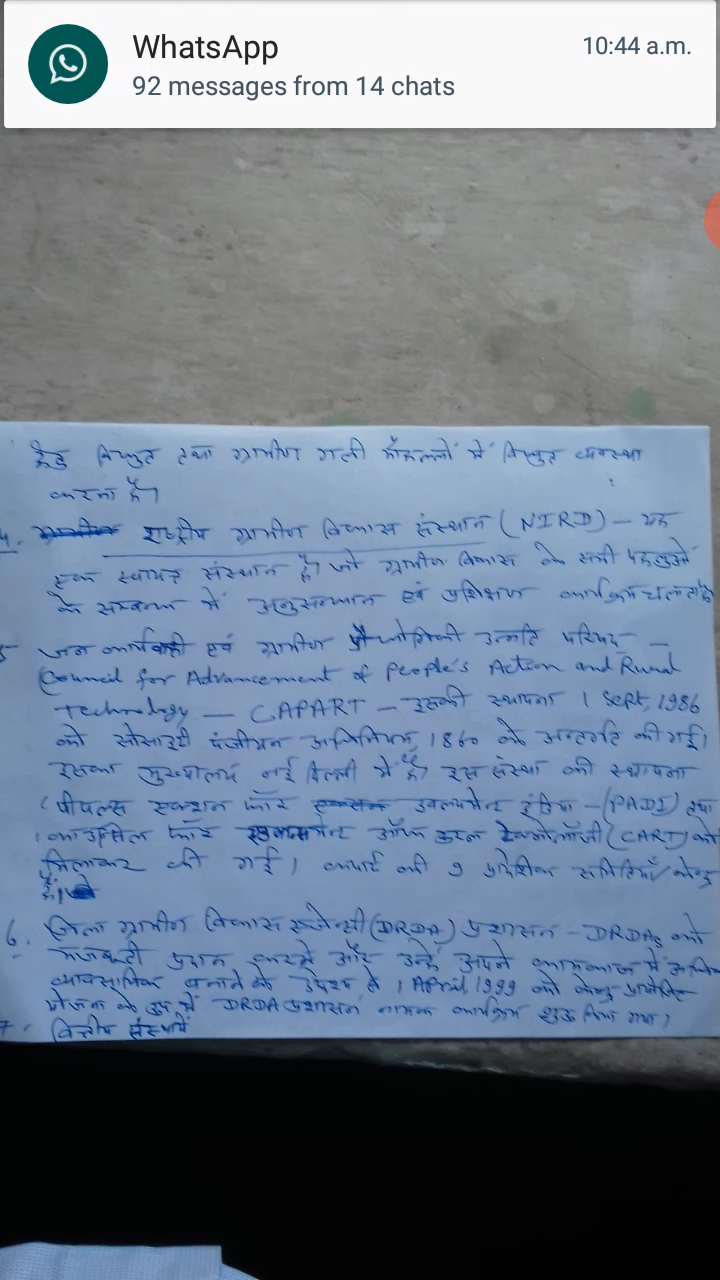 WhatsApp
10:44 a.m.
92 messages from 14 chats
हैड विद्युत तथा ग्रामीण गली मौहल्लों में विद्युत व्यवस्था
करना है।
4. राष्ट्रीय ग्रामीण विकास संस्थान (NIRD) – यह
एक स्वायत्त संस्थान है जो ग्रामीण विकास के सभी पहलुओं
के सम्बन्ध में अनुसन्धान एवं प्रशिक्षण कार्यक्रम चलाता है
5 जन कार्यवाही एवं ग्रामीण प्रौद्योगिकी उन्नति परिषद् –
Council for Advancement of People's Action and Rural
Technology – CAPART – इसकी स्थापना 1 Sept, 1986
को सोसाइटी पंजीयन अधिनियम 1860 के अन्तर्गत की गई।
इसका मुख्यालय नई दिल्ली में है। इस संस्था की स्थापना
पीपल्स एक्शन फॉर डवलपमेन्ट इंडिया – (PADI) तथा
काउंसिल फॉर ऑफ रूरल टेक्नोलॉजी (CART) को
मिलाकर की गई। कपार्ट की 9 प्रादेशिक समितियाँ/केन्द्र
हैं।
6. जिला ग्रामीण विकास एजेन्सी (DRDA) प्रशासन – DRDAs को
मजबूती प्रदान करने और उन्हें अपने कामकाज में अधिक
व्यावसायिक बनाने के उद्देश्य से 1 April, 1999 को केन्द्र प्रायोजित
योजना के रूप में DRDA प्रशासन नामक कार्यक्रम शुरू किया गया।
7. वित्तीय संस्थायें